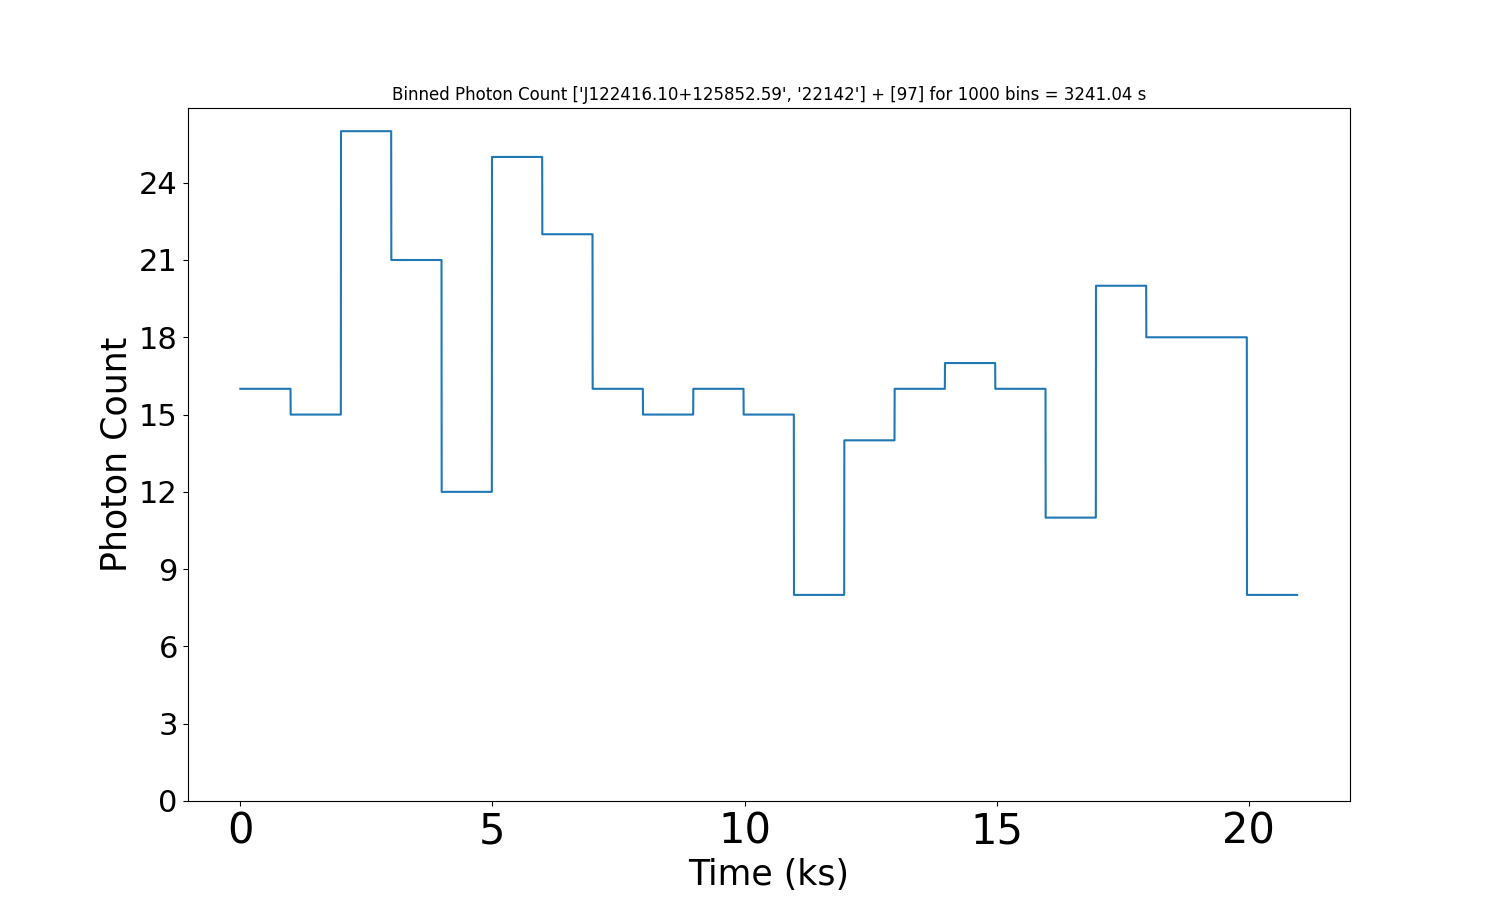 Binned Photon Count ['J122416.10+125852.59', '22142'] + [97] for 1000 bins = 3241.04 s
Photon Count
24
21
18
15
12
9
6
3
0
0 5 10 15 20
Time (ks)